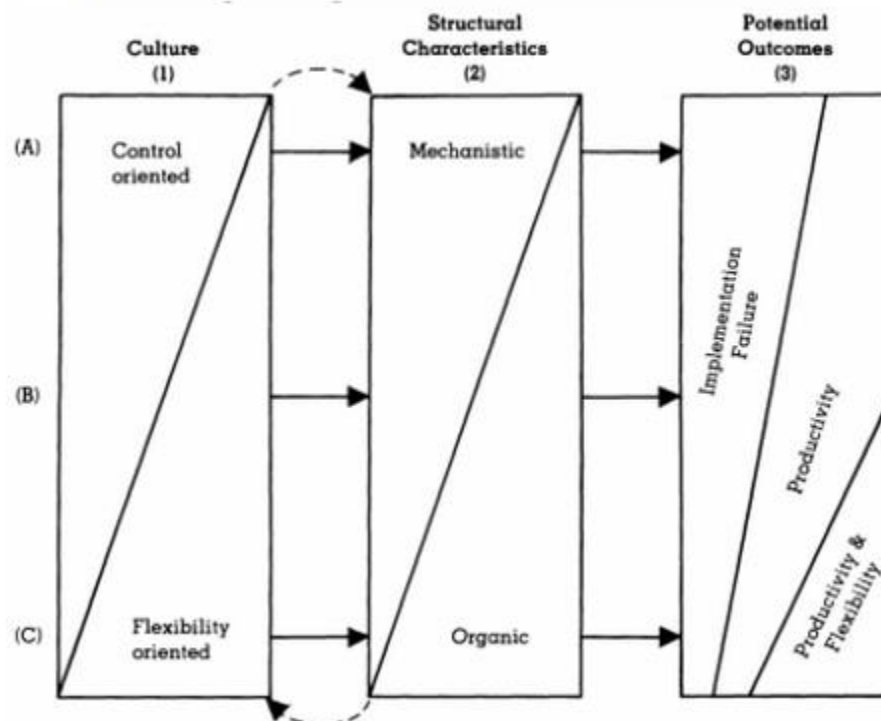 Culture
(1)
Structural
Characteristics
(2)
Potential
Outcomes
(3)
(A)
Control
oriented
Mechanistic
Implementation
Failure
(B)
Productivity
(C)
Flexibility
oriented
Organic
Productivity &
Flexibility